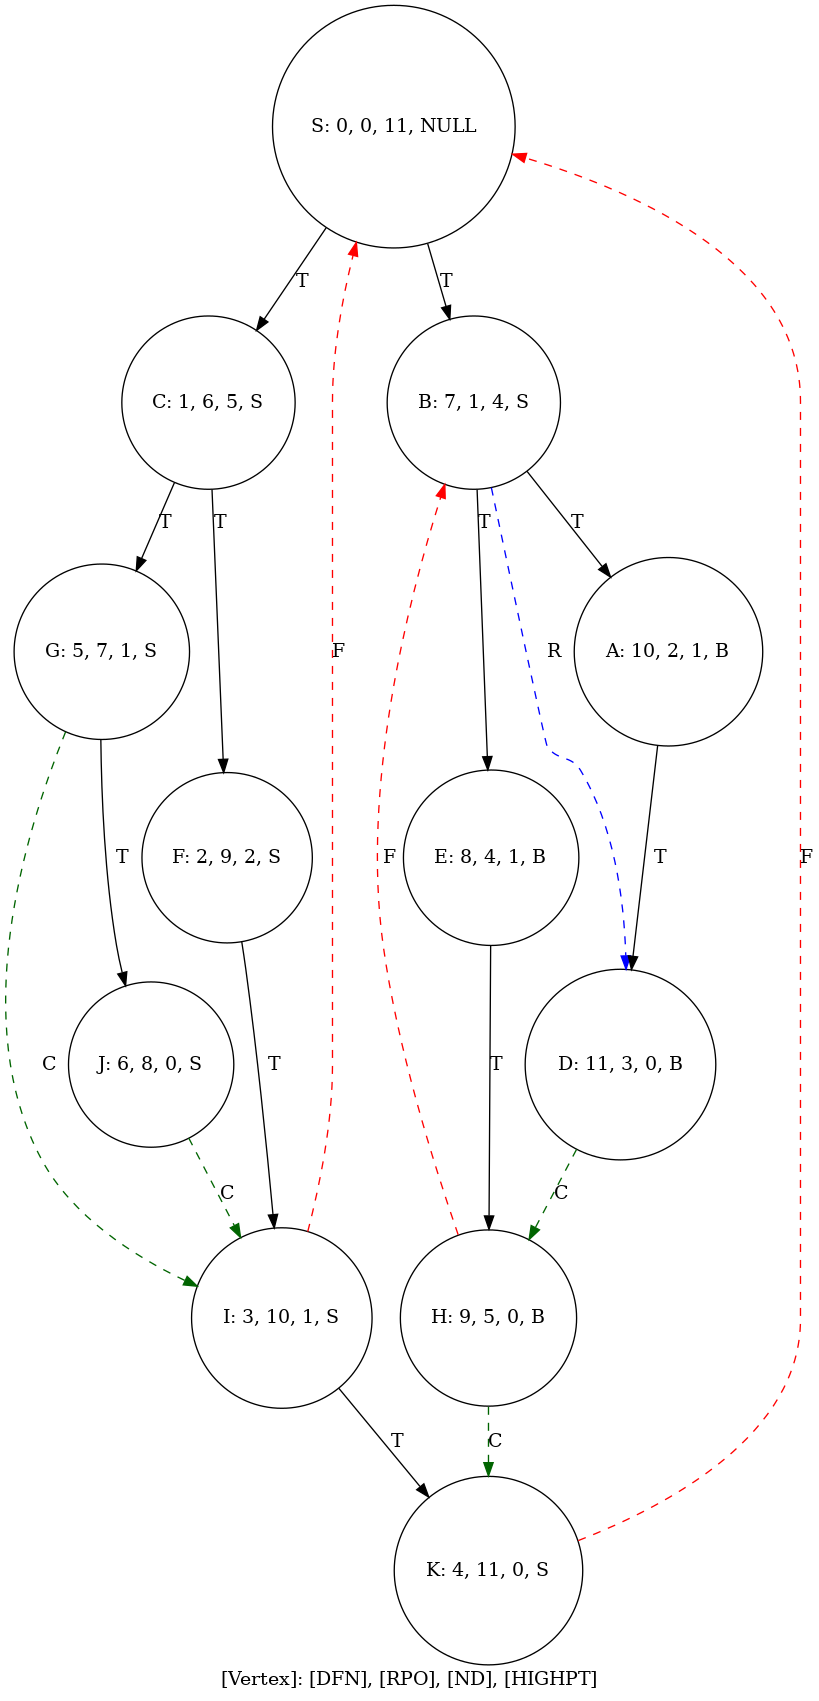 S: 0, 0, 11, NULL
T
T
C: 1, 6, 5, S
B: 7, 1, 4, S
T
T
T
T
G: 5, 7, 1, S
F
R
A: 10, 2, 1, B
T
F: 2, 9, 2, S
F
E: 8, 4, 1, B
T
F
C
J: 6, 8, 0, S
T
T
D: 11, 3, 0, B
C
C
I: 3, 10, 1, S
H: 9, 5, 0, B
T
C
K: 4, 11, 0, S
[Vertex]: [DFN], [RPO], [ND], [HIGHPT]